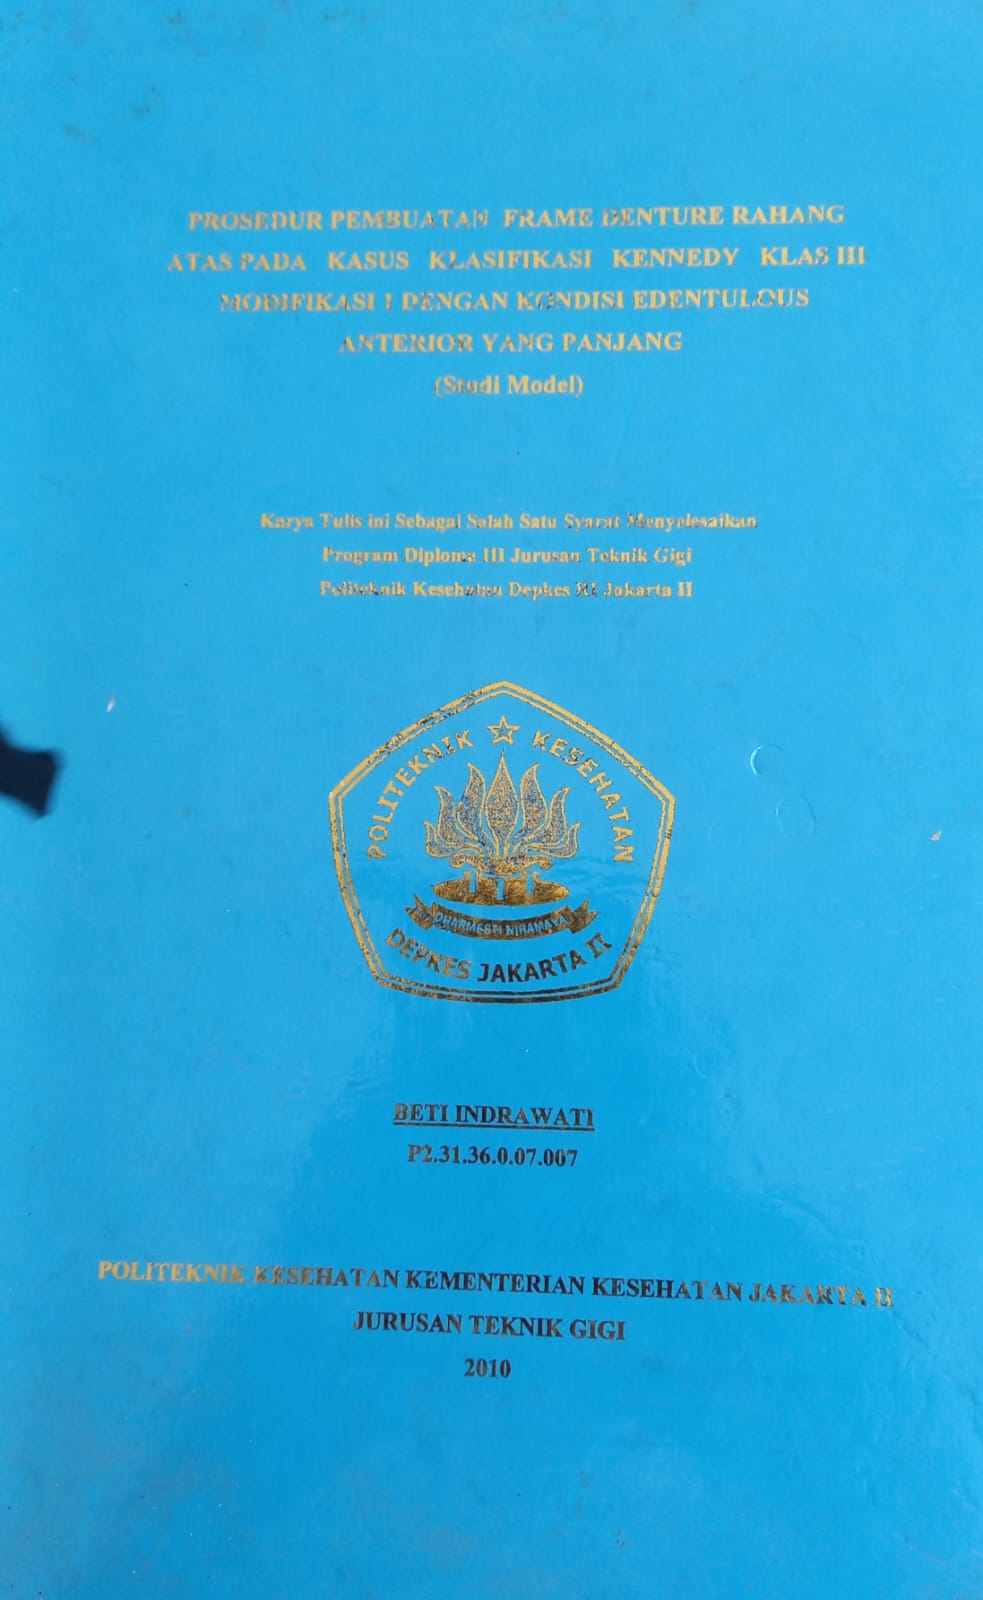 PROSEDUR PEMBUATAN FRAME DENTURE RAHANG
ATAS PADA KASUS KLASIFIKASI KENNEDY KLAS III
MODIFIKASI 1 DENGAN KONDISI EDENTULOUS
ANTERIOR YANG PANJANG
(Studi Model)
Karya Tulis ini Sebagai Salah Satu Syarat Menyelesaikan
Program Diploma III Jurusan Teknik Gigi
Politeknik Kesehatan Depkes RI Jakarta II
POLITEKNIK KESEHATAN
DHARMESTI NIRAMAYA
DEPKES JAKARTA II
BETI INDRAWATI
P2.31.36.0.07.007
POLITEKNIK KESEHATAN KEMENTERIAN KESEHATAN JAKARTA II
JURUSAN TEKNIK GIGI
2010